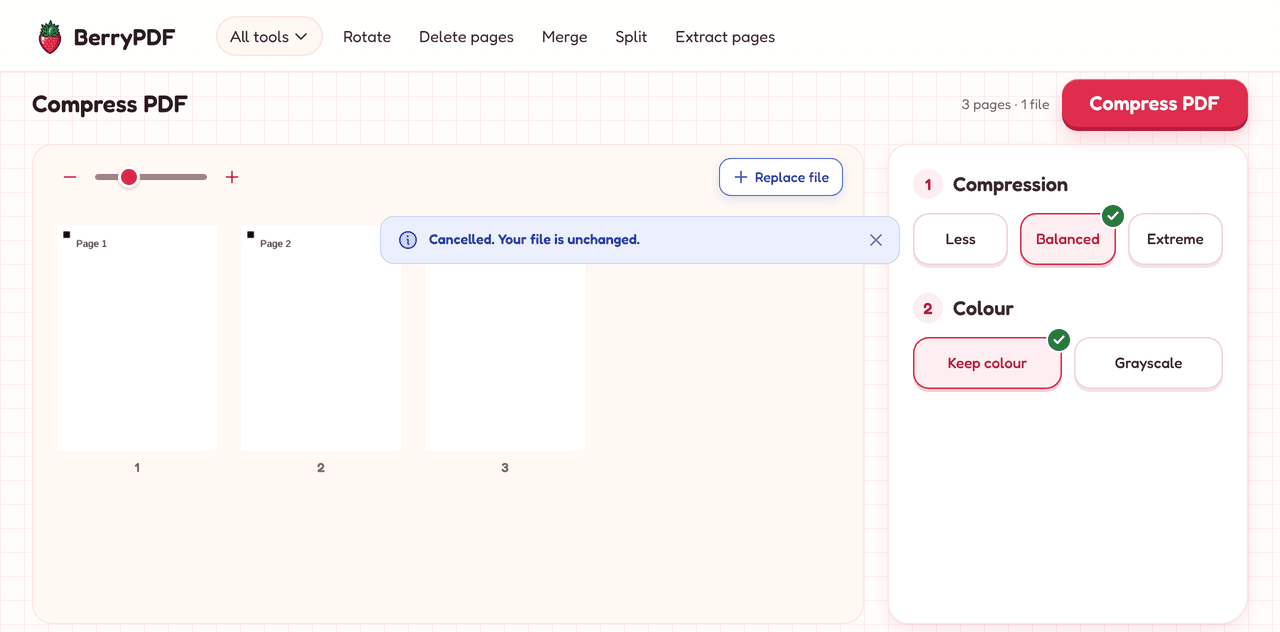 BerryPDF
All tools Rotate Delete pages Merge Split Extract pages
Compress PDF
3 pages · 1 file
Compress PDF
Replace file
Cancelled. Your file is unchanged.
Page 1
Page 2
1
2
3
1 Compression
Less Balanced Extreme
2 Colour
Keep colour Grayscale